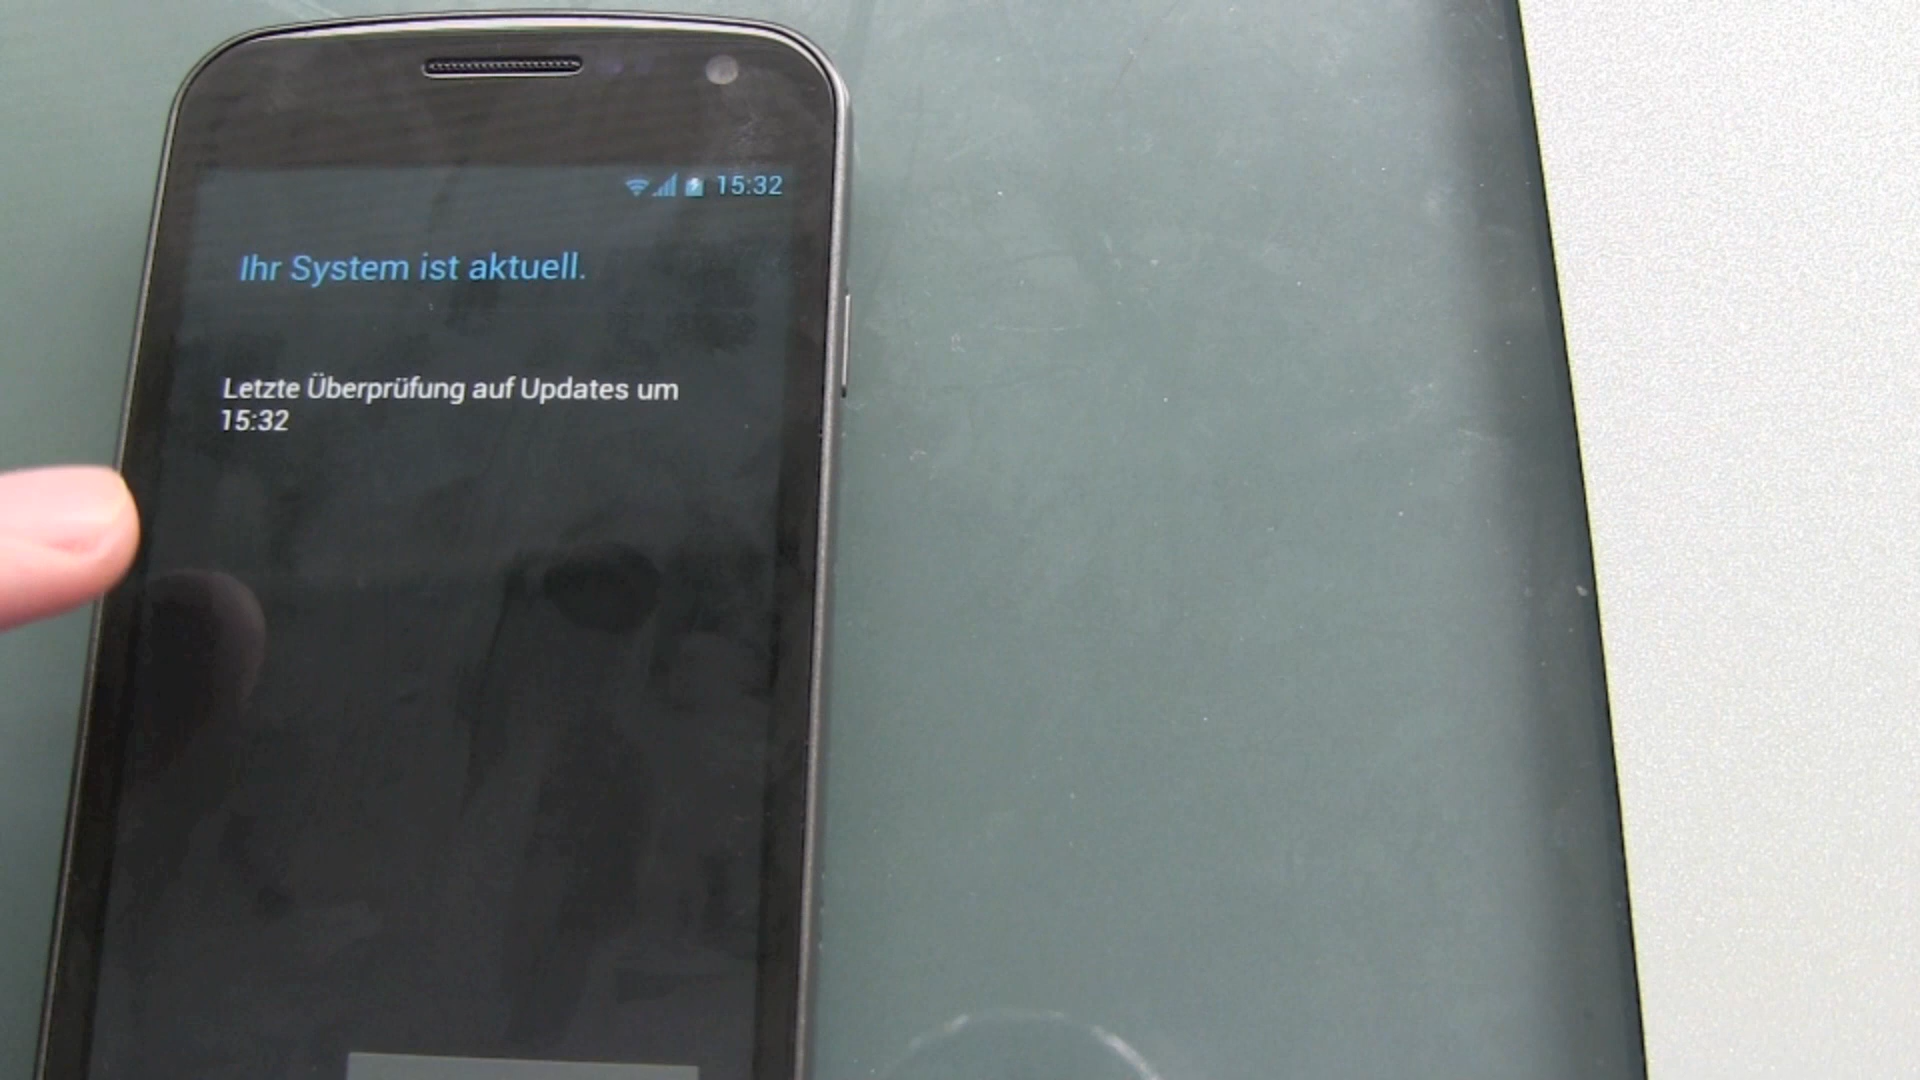 15:32
Ihr System ist aktuell.
Letzte Überprüfung auf Updates um
15:32